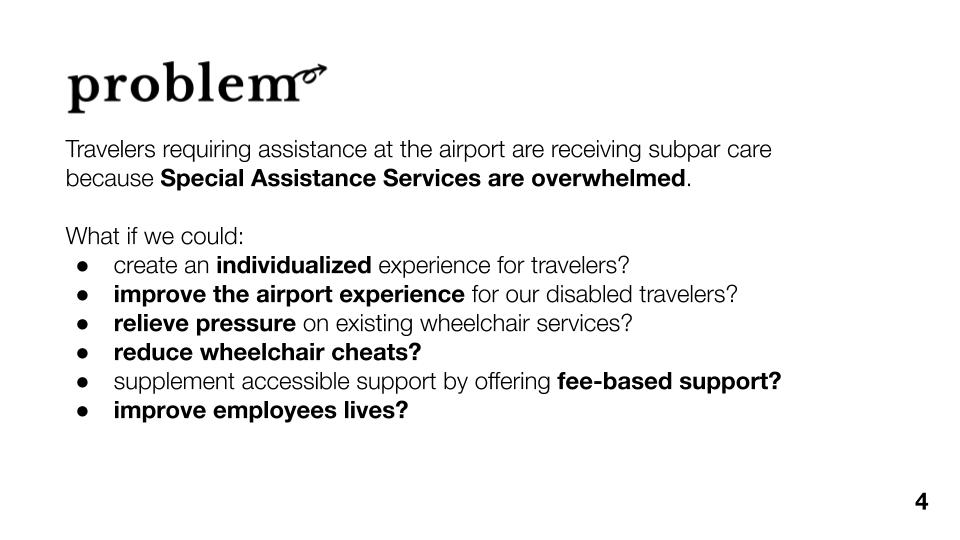 problem
Travelers requiring assistance at the airport are receiving subpar care
because Special Assistance Services are overwhelmed.
What if we could:
● create an individualized experience for travelers?
● improve the airport experience for our disabled travelers?
● relieve pressure on existing wheelchair services?
● reduce wheelchair cheats?
● supplement accessible support by offering fee-based support?
● improve employees lives?
4